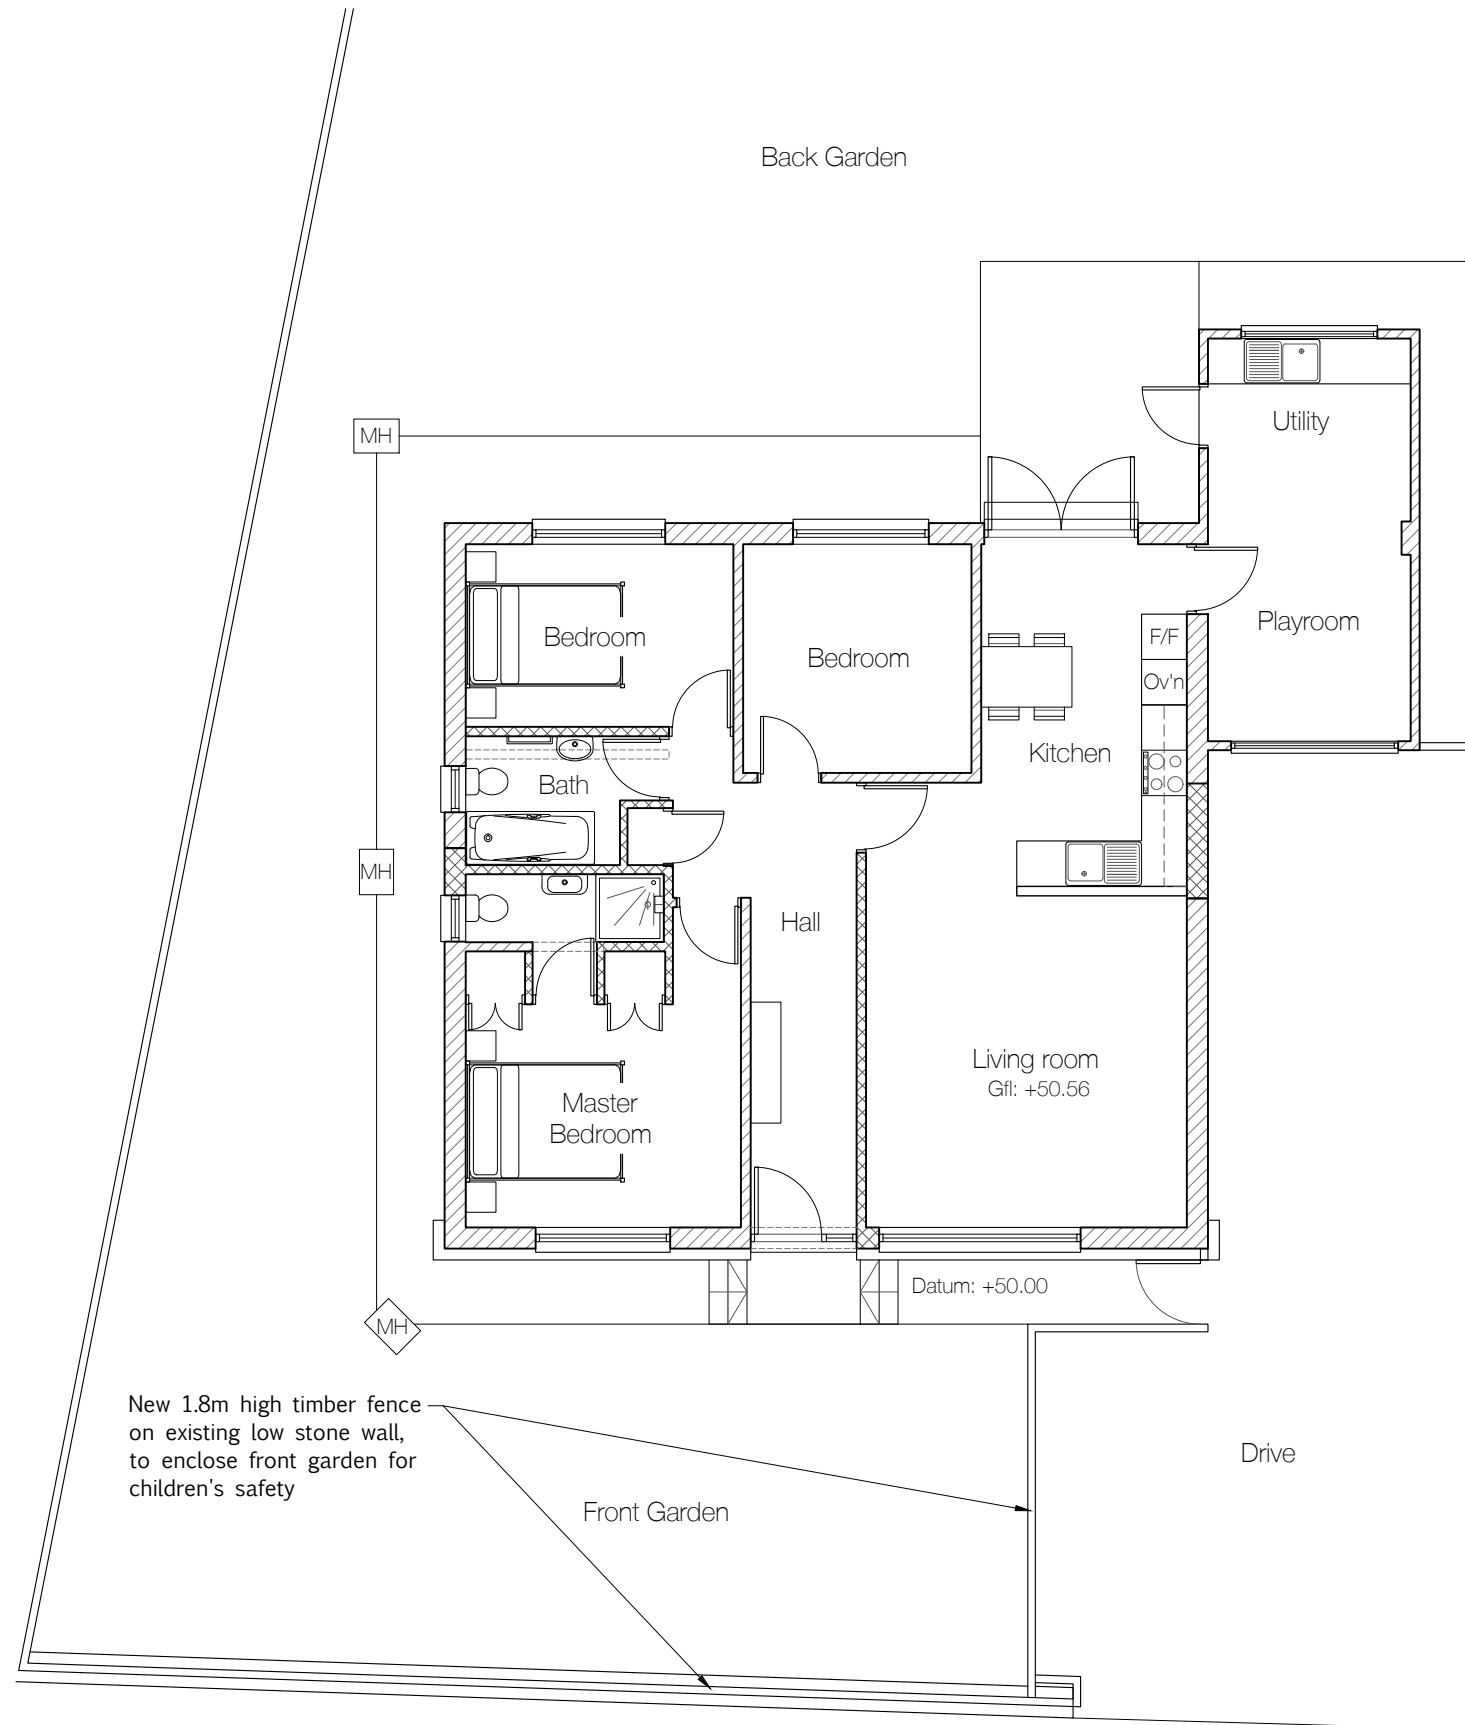 Back Garden
MH
Utility
Bedroom
Bedroom
F/F
Playroom
Ov'n
Kitchen
Bath
MH
Hall
Living room
Gfl: +50.56
Master
Bedroom
Datum: +50.00
MH
New 1.8m high timber fence
on existing low stone wall,
to enclose front garden for
children's safety
Drive
Front Garden